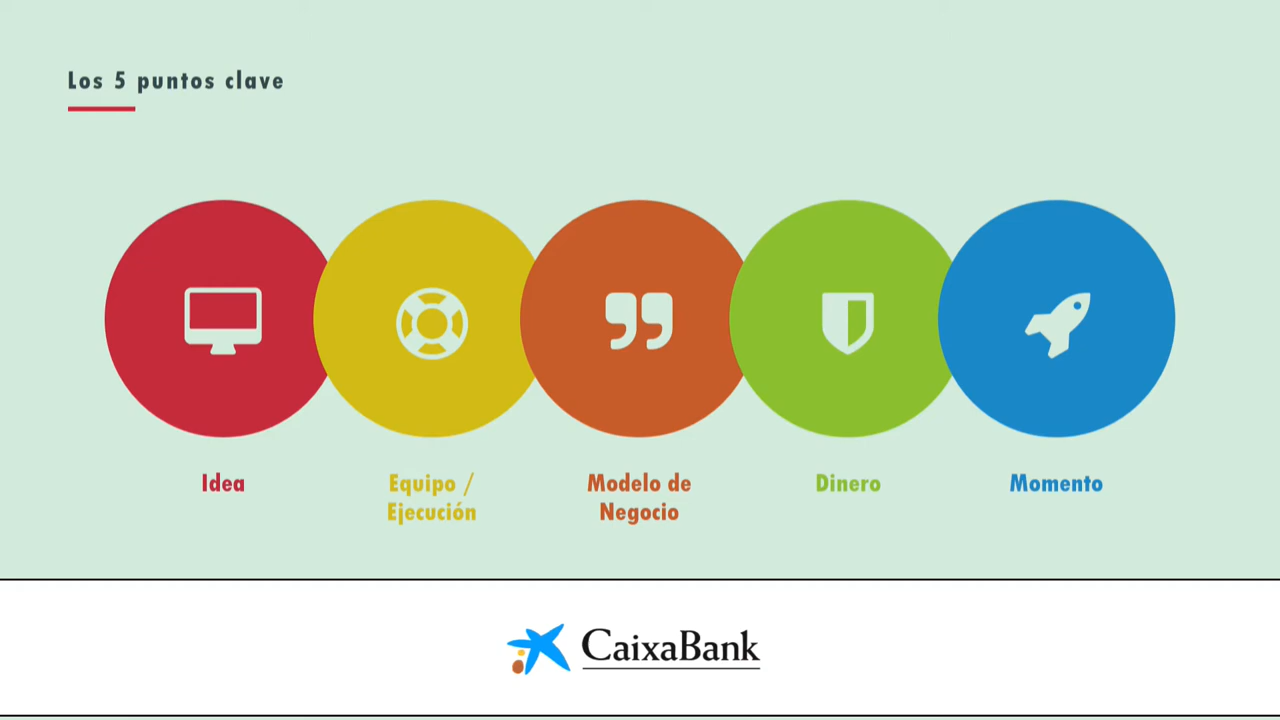 Los 5 puntos clave
Idea
Equipo /
Ejecución
Modelo de
Negocio
Dinero
Momento
CaixaBank